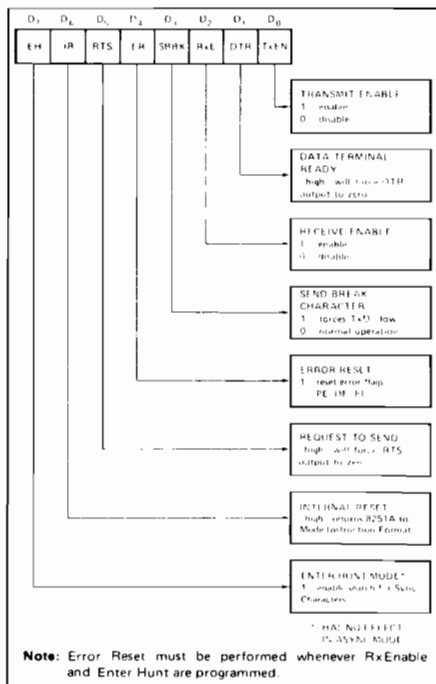 D7 D6 D5 D4 D3 D2 D1 D0
EH IR RTS ER SBRK RxE DTR TxEN
TRANSMIT ENABLE
1 enable
0 disable
DATA TERMINAL
READY
high will force DTR
output to zero
RECEIVE ENABLE
1 enable
0 disable
SEND BREAK
CHARACTER
1 forces TxD low
0 normal operation
ERROR RESET
1 reset error flags
PE OE FE
REQUEST TO SEND
high will force RTS
output to zero
INTERNAL RESET
high returns 8251A to
Mode Instruction Format
ENTER HUNT MODE*
1 enable search for Sync
Characters
* HAS NO EFFECT
IN ASYNC MODE
Note: Error Reset must be performed whenever RxEnable
and Enter Hunt are programmed.